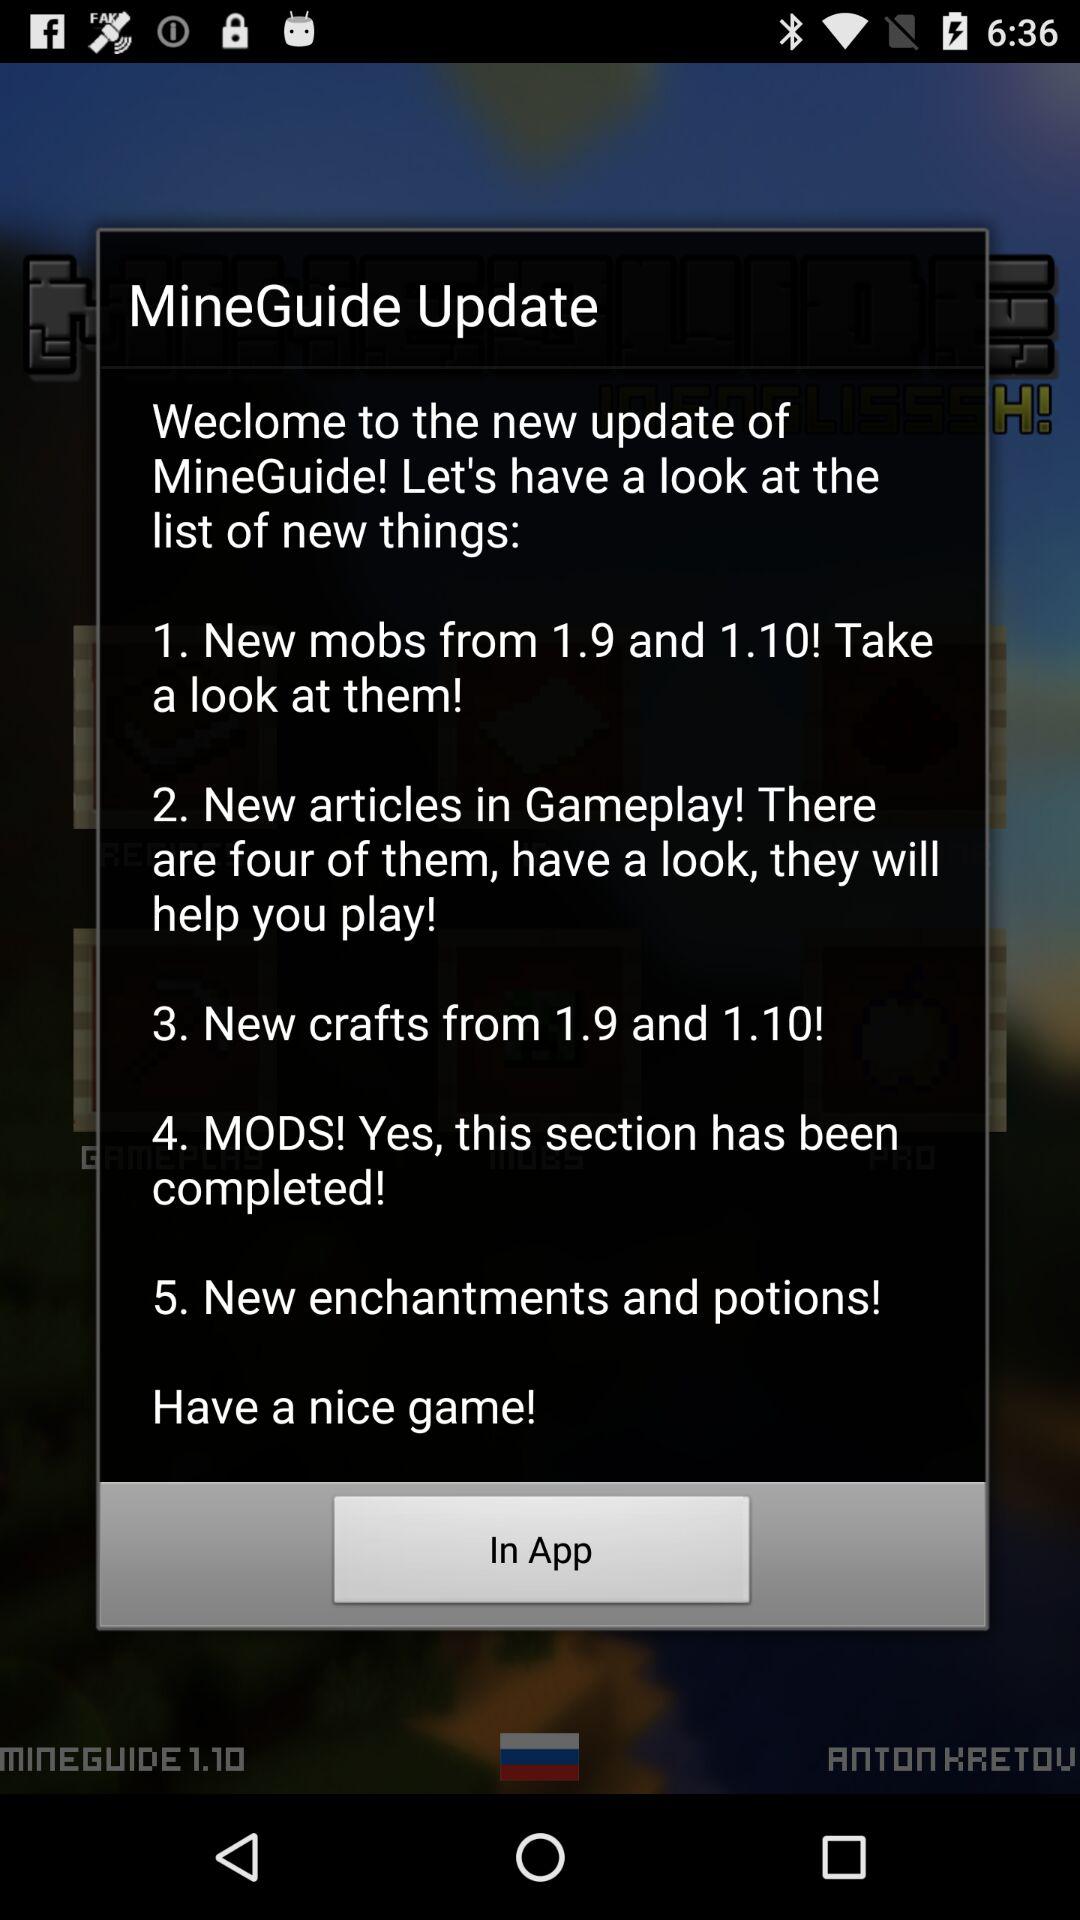 FAKE
6:36
MineGuide Update
Weclome to the new update of
MineGuide! Let's have a look at the
list of new things:
1. New mobs from 1.9 and 1.10! Take
a look at them!
2. New articles in Gameplay! There
are four of them, have a look, they will
help you play!
3. New crafts from 1.9 and 1.10!
4. MODS! Yes, this section has been
completed!
5. New enchantments and potions!
Have a nice game!
GAMEPLAY MOBS PRO
In App
MINEGUIDE 1.10
ANTON KRETOV